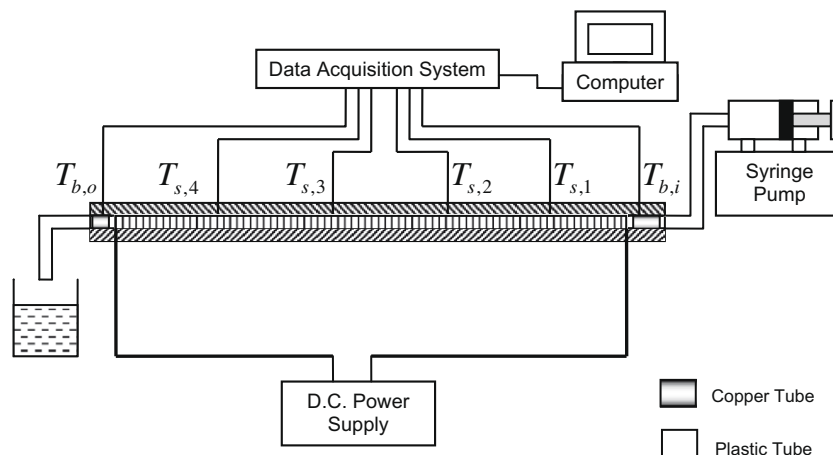 Data Acquisition System
Computer
T_{b,o}
T_{s,4}
T_{s,3}
T_{s,2}
T_{s,1}
T_{b,i}
Syringe
Pump
D.C. Power
Supply
Copper Tube
Plastic Tube